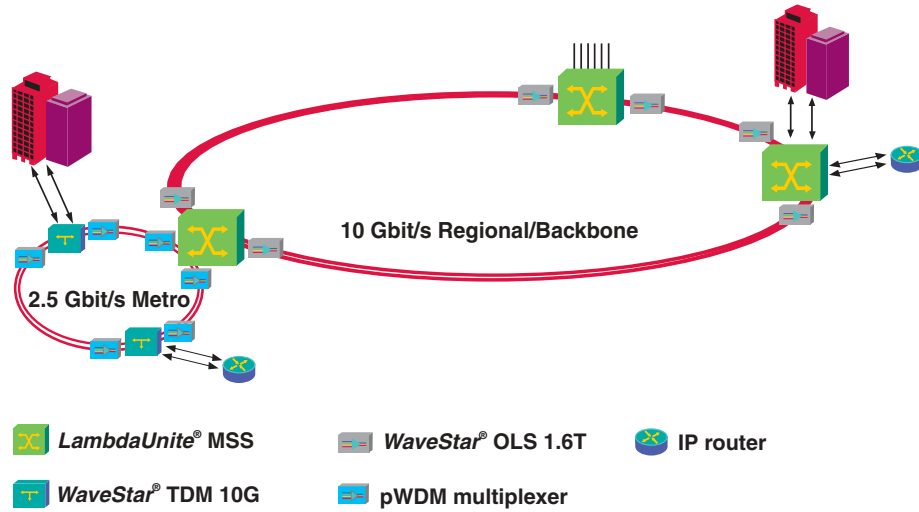 10 Gbit/s Regional/Backbone
2.5 Gbit/s Metro
LambdaUnite® MSS
WaveStar® OLS 1.6T
IP router
WaveStar® TDM 10G
pWDM multiplexer